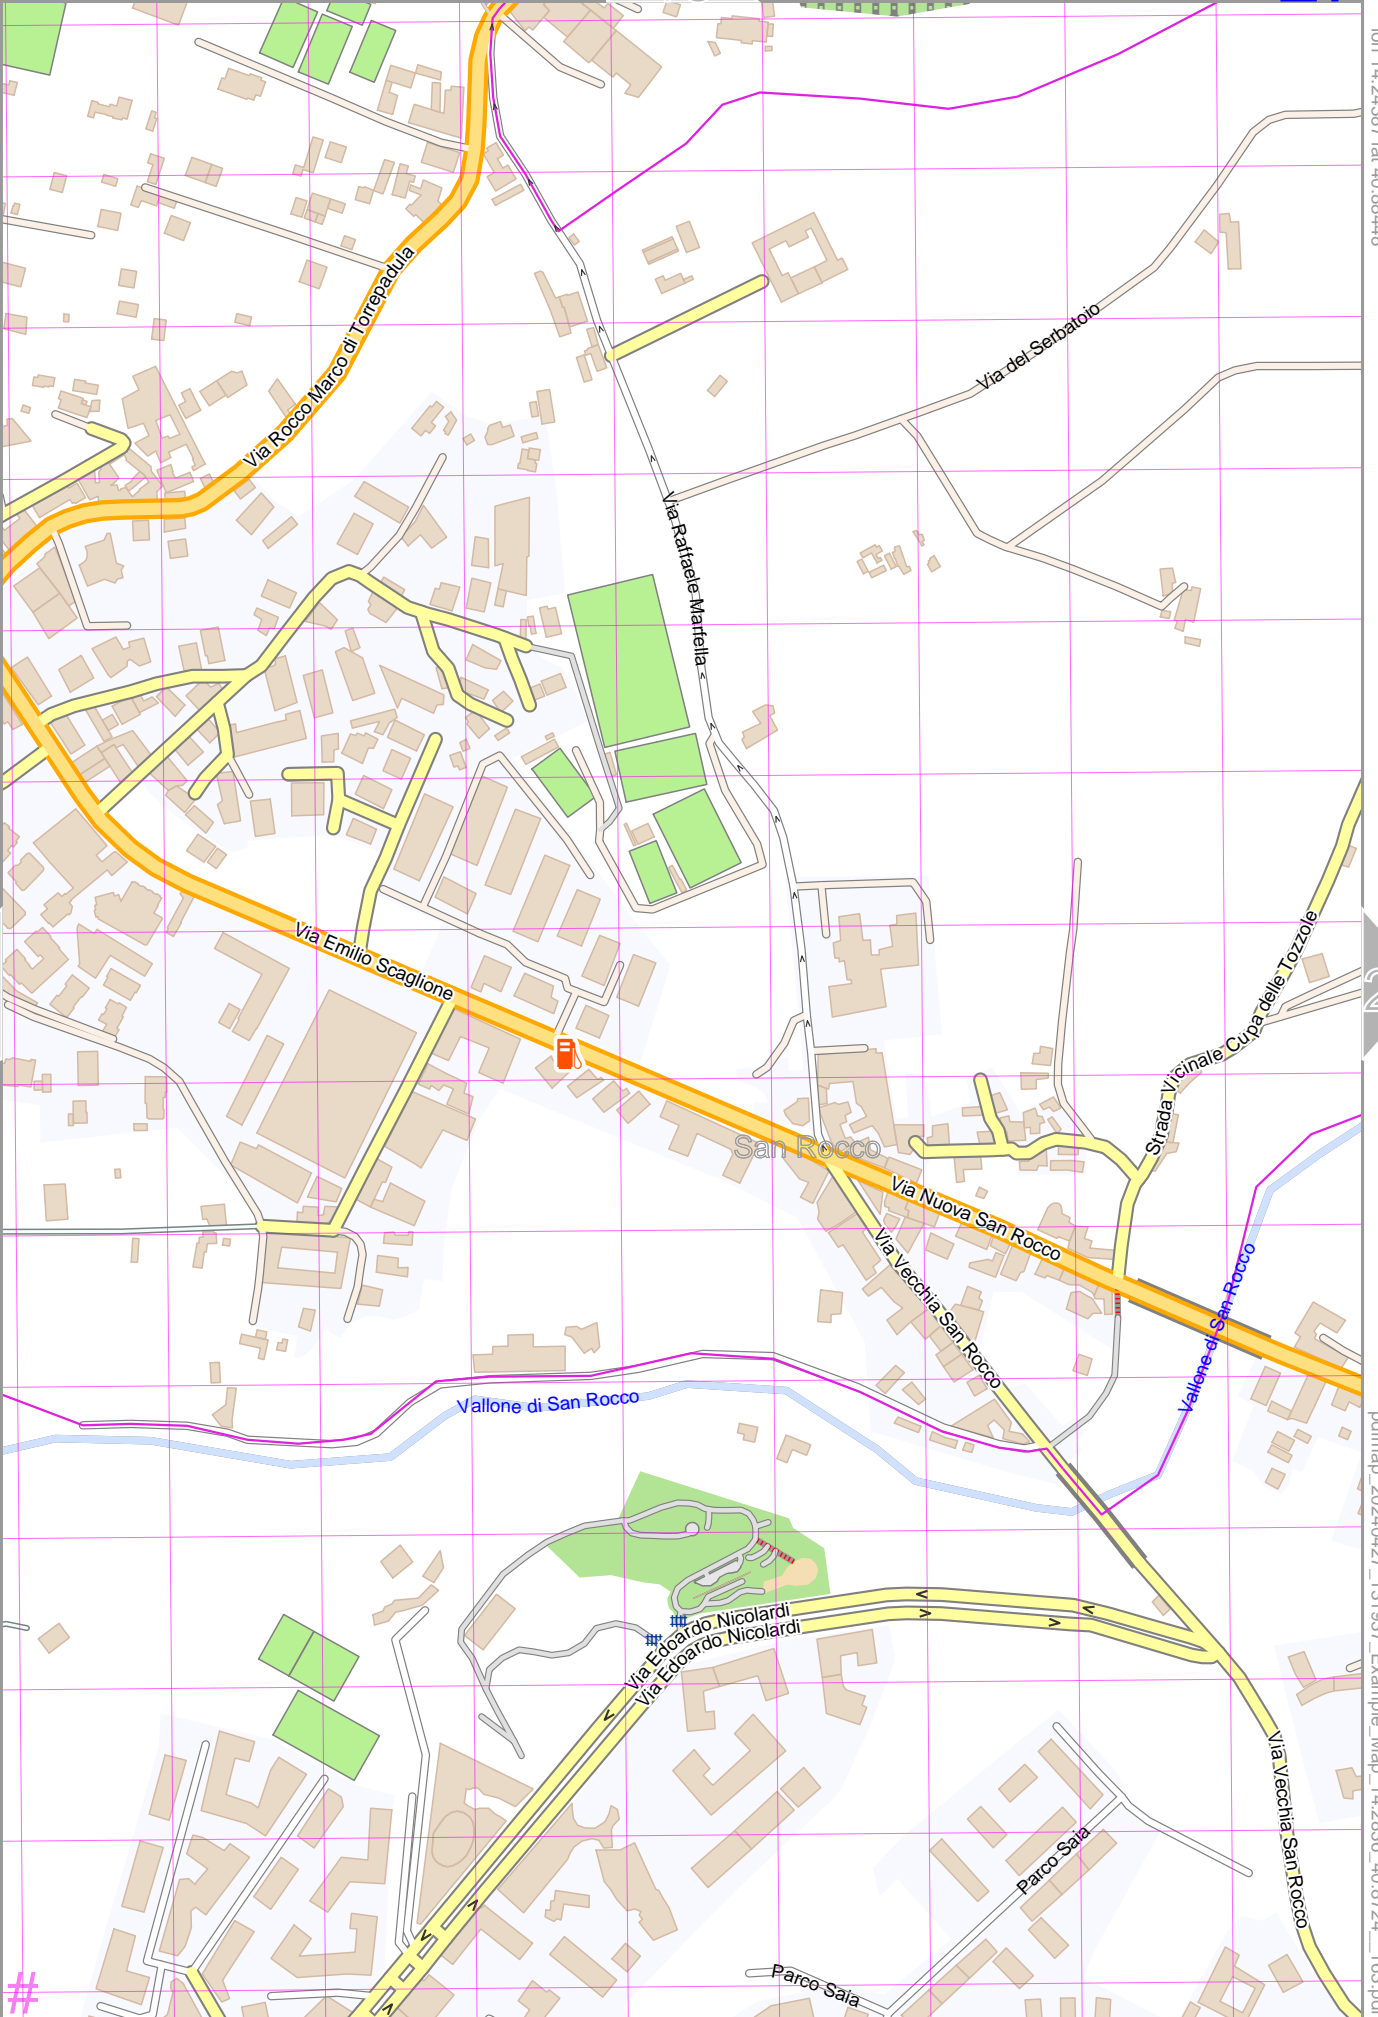 Via Rocco Marco di Torrepadula
Via del Serbatoio
Via Raffaele Marfella
Via Emilio Scaglione
Strada Vicinale Cupa delle Tozzole
2
San Rocco
Via Nuova San Rocco
Via Vecchia San Rocco
Vallone di San Rocco
Vallone di San Rocco
Via Edoardo Nicolardi
Via Edoardo Nicolardi
Via Vecchia San Rocco
Parco Saia
Parco Saia
#